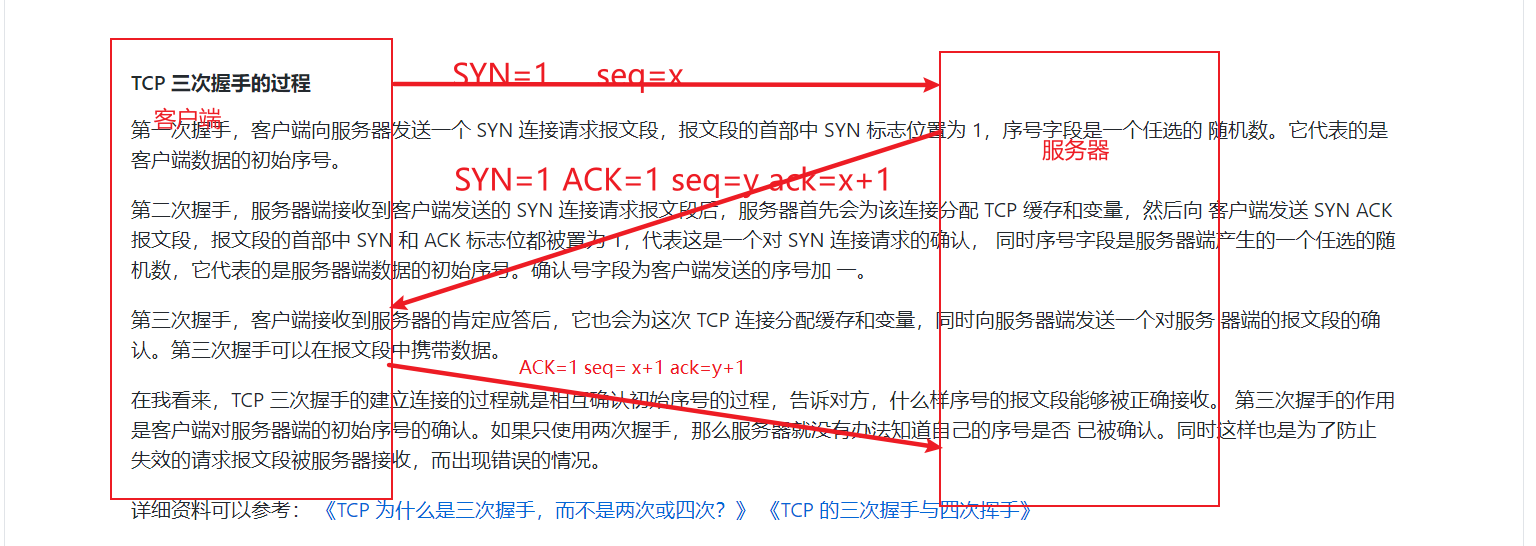 SYN=1 seq=x
TCP 三次握手的过程
客户端
第一次握手，客户端向服务器发送一个 SYN 连接请求报文段，报文段的首部中 SYN 标志位置为 1，序号字段是一个任选的 随机数。它代表的是
服务器
客户端数据的初始序号。
SYN=1 ACK=1 seq=y ack=x+1
第二次握手，服务器端接收到客户端发送的 SYN 连接请求报文段后，服务器首先会为该连接分配 TCP 缓存和变量，然后向 客户端发送 SYN ACK
报文段，报文段的首部中 SYN 和 ACK 标志位都被置为 1，代表这是一个对 SYN 连接请求的确认， 同时序号字段是服务器端产生的一个任选的随
机数，它代表的是服务器端数据的初始序号。确认号字段为客户端发送的序号加 一。
第三次握手，客户端接收到服务器的肯定应答后，它也会为这次 TCP 连接分配缓存和变量，同时向服务器端发送一个对服务 器端的报文段的确
认。第三次握手可以在报文段中携带数据。
ACK=1 seq= x+1 ack=y+1
在我看来，TCP 三次握手的建立连接的过程就是相互确认初始序号的过程，告诉对方，什么样序号的报文段能够被正确接收。 第三次握手的作用
是客户端对服务器端的初始序号的确认。如果只使用两次握手，那么服务器就没有办法知道自己的序号是否 已被确认。同时这样也是为了防止
失效的请求报文段被服务器接收，而出现错误的情况。
详细资料可以参考： 《TCP 为什么是三次握手，而不是两次或四次？》 《TCP 的三次握手与四次挥手》